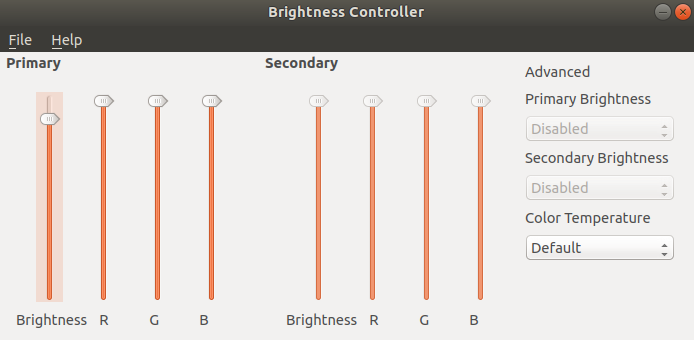 Brightness Controller
File Help
Primary
Secondary
Brightness R G B
Brightness R G B
Advanced
Primary Brightness
Disabled
Secondary Brightness
Disabled
Color Temperature
Default